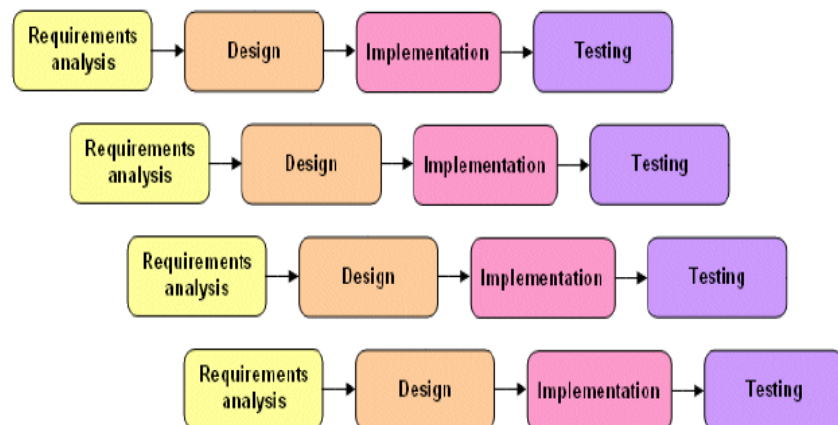 Requirements
analysis
Design
Implementation
Testing
Requirements
analysis
Design
Implementation
Testing
Requirements
analysis
Design
Implementation
Testing
Requirements
analysis
Design
Implementation
Testing